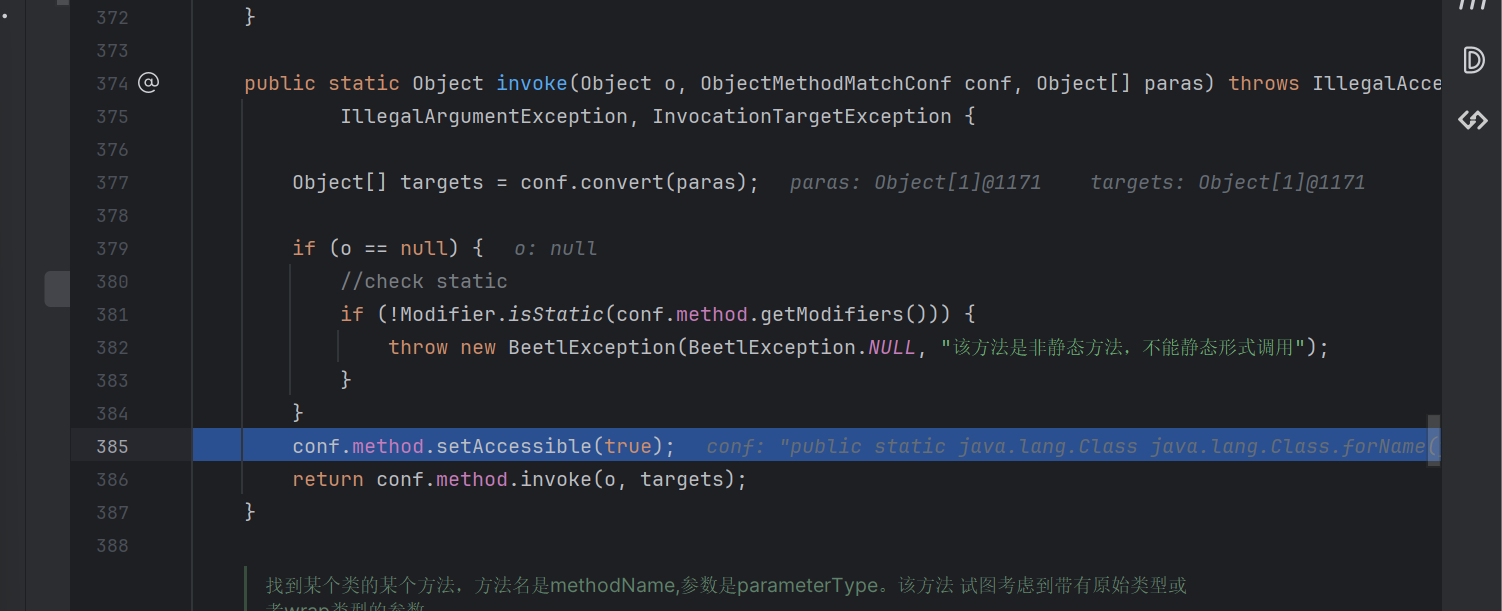 372 }
373
374 @ public static Object invoke(Object o, ObjectMethodMatchConf conf, Object[] paras) throws IllegalAcce
375 IllegalArgumentException, InvocationTargetException {
376
377 Object[] targets = conf.convert(paras); paras: Object[1]@1171 targets: Object[1]@1171
378
379 if (o == null) { o: null
380 //check static
381 if (!Modifier.isStatic(conf.method.getModifiers())) {
382 throw new BeetlException(BeetlException.NULL, "该方法是非静态方法，不能静态形式调用");
383 }
384 }
385 conf.method.setAccessible(true); conf: "public static java.lang.Class java.lang.Class.forName(
386 return conf.method.invoke(o, targets);
387 }
388
找到某个类的某个方法，方法名是methodName,参数是parameterType。该方法 试图考虑到带有原始类型或
者wrap类型的参数